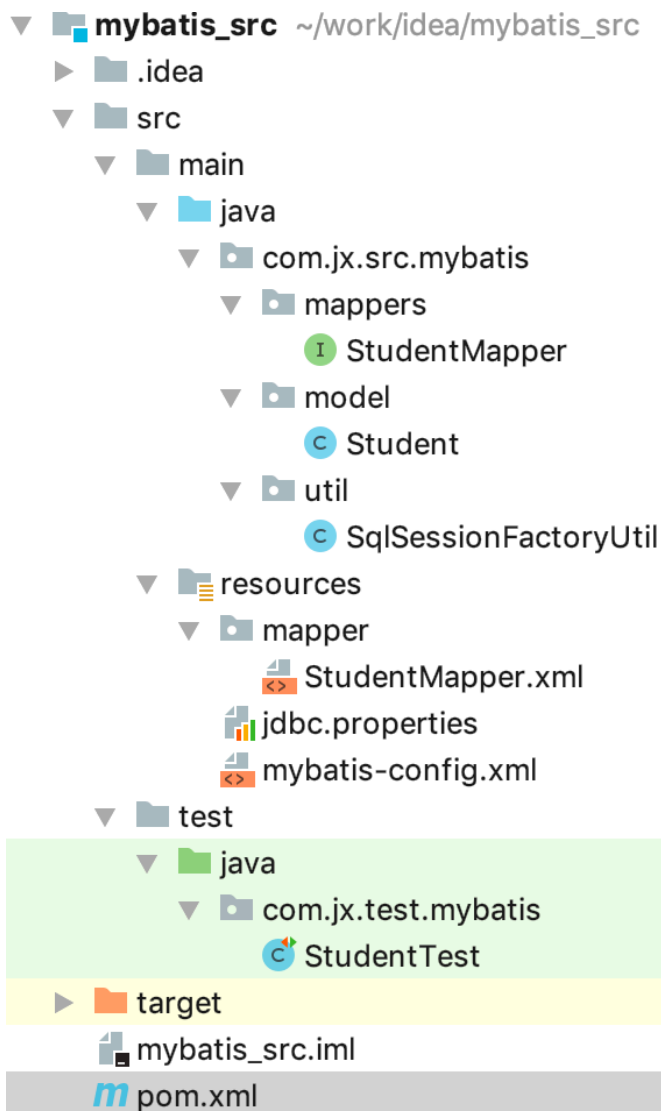 mybatis_src ~/work/idea/mybatis_src
.idea
src
main
java
com.jx.src.mybatis
mappers
I StudentMapper
model
C Student
util
C SqlSessionFactoryUtil
resources
mapper
<> StudentMapper.xml
jdbc.properties
<> mybatis-config.xml
test
java
com.jx.test.mybatis
C StudentTest
target
mybatis_src.iml
m pom.xml